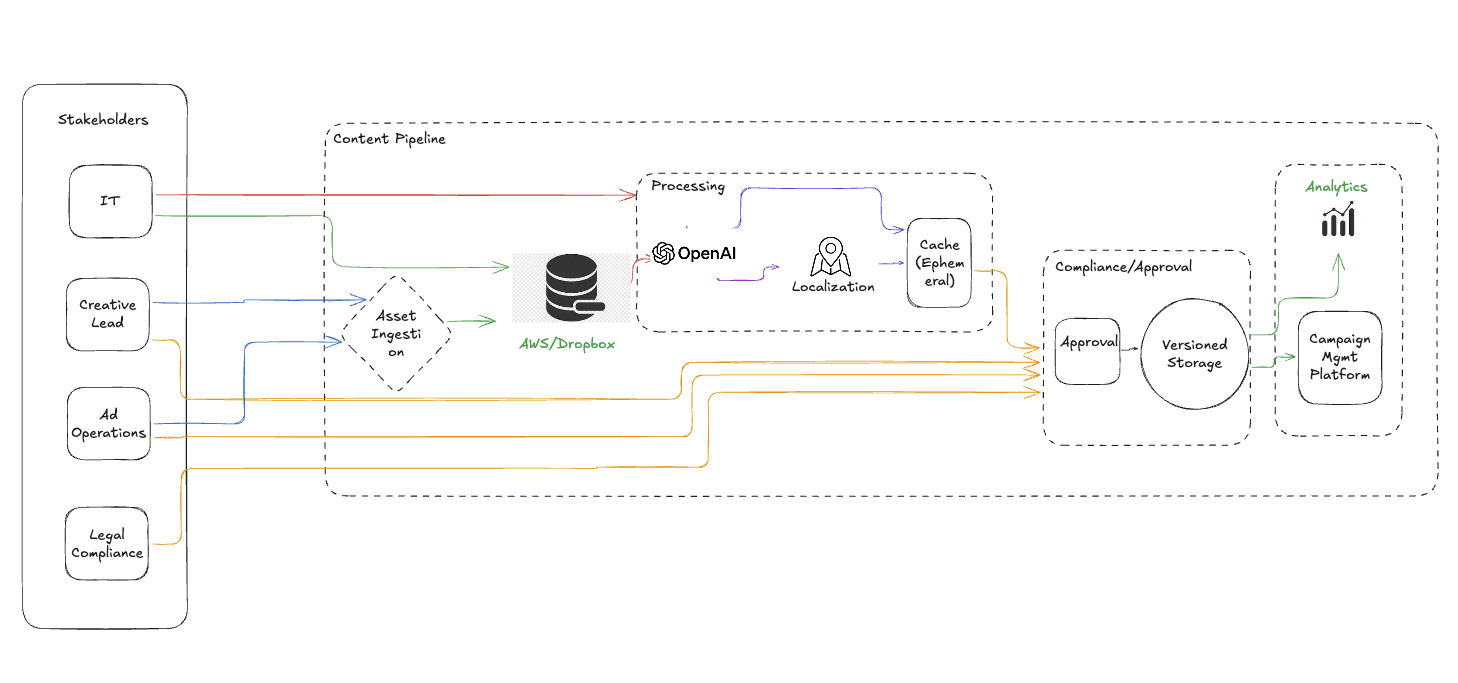 Stakeholders
IT
Creative
Lead
Ad
Operations
Legal
Compliance
Content Pipeline
Asset
Ingesti
on
AWS/Dropbox
Processing
OpenAI
Localization
Cache
(Ephem
eral)
Compliance/Approval
Approval
Versioned
Storage
Analytics
Campaign
Mgmt
Platform